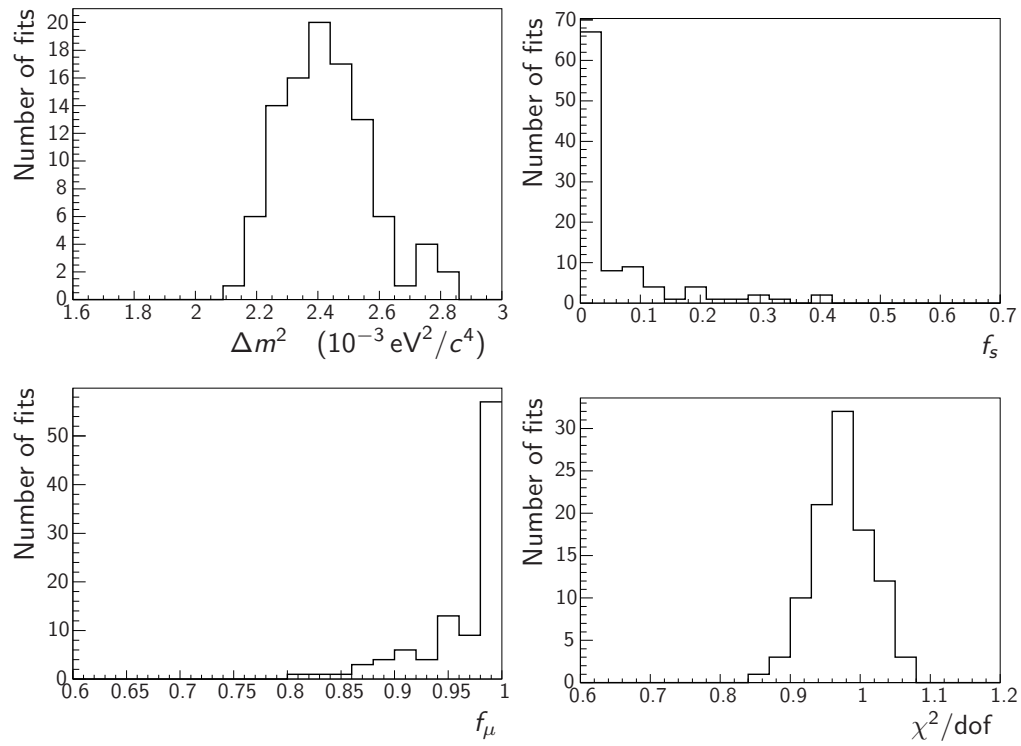 Number of fits
20
18
16
14
12
10
8
6
4
2
0
1.6 1.8 2 2.2 2.4 2.6 2.8 3
Δm² (10⁻³ eV²/c⁴)
Number of fits
70
60
50
40
30
20
10
0
0 0.1 0.2 0.3 0.4 0.5 0.6 0.7
fₛ
Number of fits
50
40
30
20
10
0
0.6 0.65 0.7 0.75 0.8 0.85 0.9 0.95 1
f_μ
Number of fits
30
25
20
15
10
5
0
0.6 0.7 0.8 0.9 1 1.1 1.2
χ²/dof